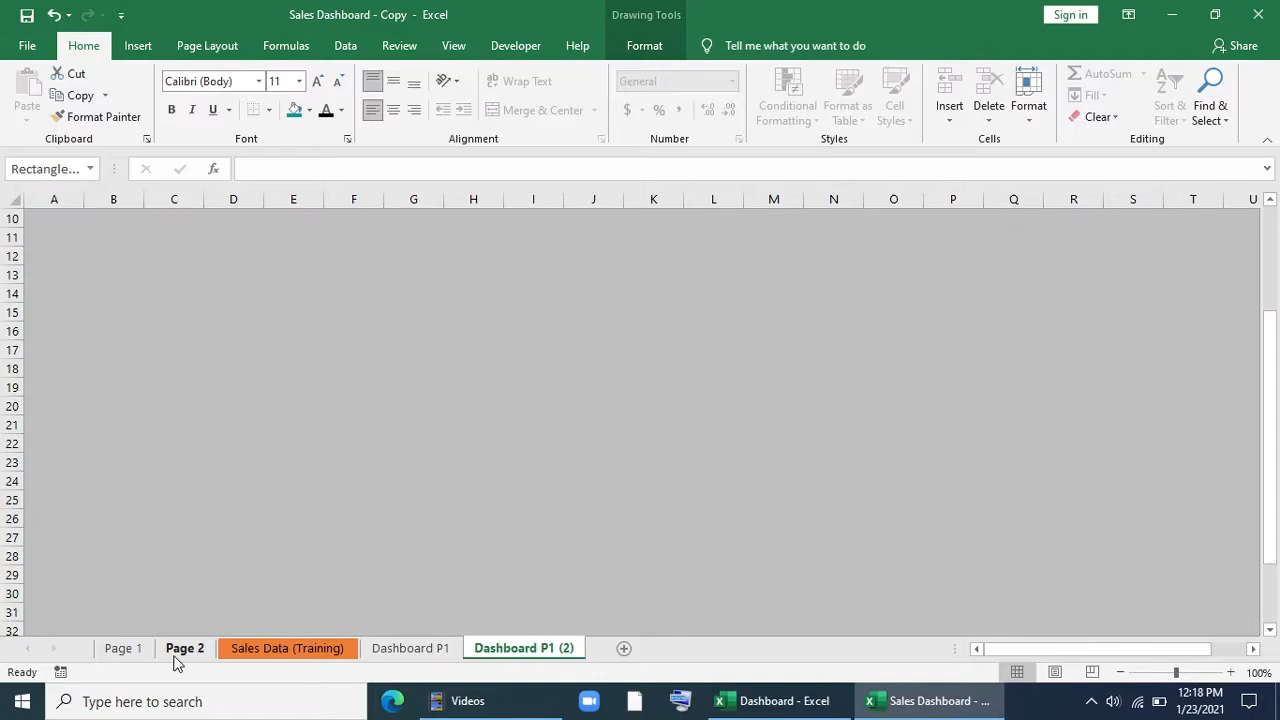 Sales Dashboard - Copy - Excel
Drawing Tools
Sign in
File Home Insert Page Layout Formulas Data Review View Developer Help Format Tell me what you want to do Share
Paste
Cut
Copy
Format Painter
Clipboard
Calibri (Body) 11
B I U
Font
Wrap Text
Merge & Center
Alignment
General
$ % ,
Number
Conditional Formatting
Format as Table
Cell Styles
Styles
Insert Delete Format
Cells
AutoSum
Fill
Clear
Sort & Filter
Find & Select
Editing
Rectangle...
fx
A B C D E F G H I J K L M N O P Q R S T U
10
11
12
13
14
15
16
17
18
19
20
21
22
23
24
25
26
27
28
29
30
31
32
Page 1 Page 2 Sales Data (Training) Dashboard P1 Dashboard P1 (2)
Ready
100%
Type here to search
Videos
Dashboard - Excel
Sales Dashboard - ...
12:18 PM
1/23/2021